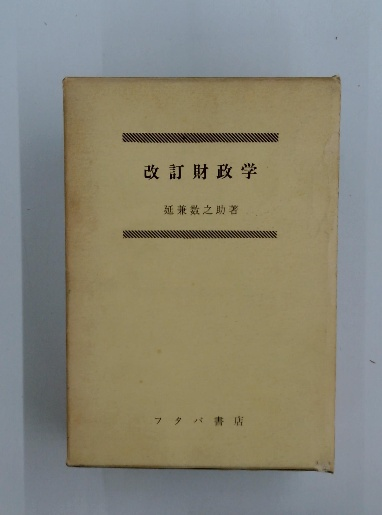 改訂財政学
延兼数之助著
フタバ書店